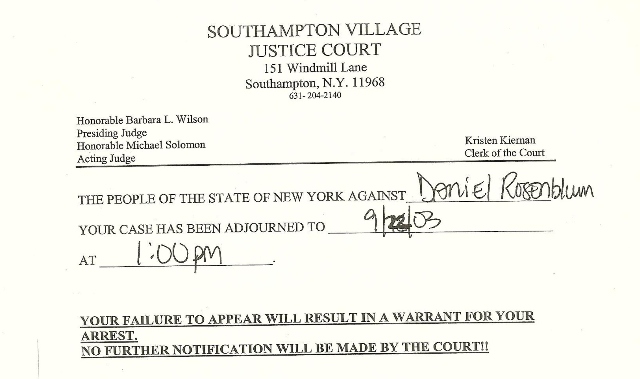 SOUTHAMPTON VILLAGE
JUSTICE COURT
151 Windmill Lane
Southampton, N.Y. 11968
631-204-2140
Honorable Barbara L. Wilson
Presiding Judge
Honorable Michael Solomon
Acting Judge
Kristen Kiernan
Clerk of the Court
THE PEOPLE OF THE STATE OF NEW YORK AGAINST Daniel Rosenblum
YOUR CASE HAS BEEN ADJOURNED TO 9/22/03
AT 1:00pm.
YOUR FAILURE TO APPEAR WILL RESULT IN A WARRANT FOR YOUR
ARREST.
NO FURTHER NOTIFICATION WILL BE MADE BY THE COURT!!